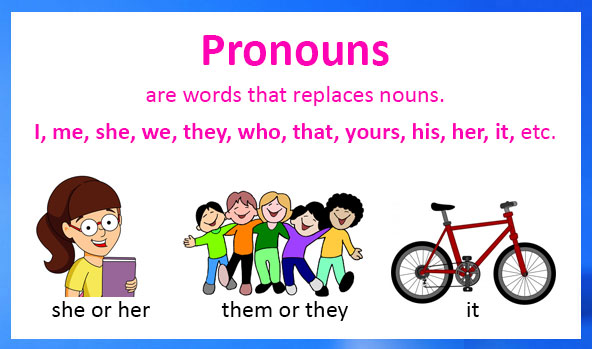 Pronouns
are words that replaces nouns.
I, me, she, we, they, who, that, yours, his, her, it, etc.
she or her
them or they
it